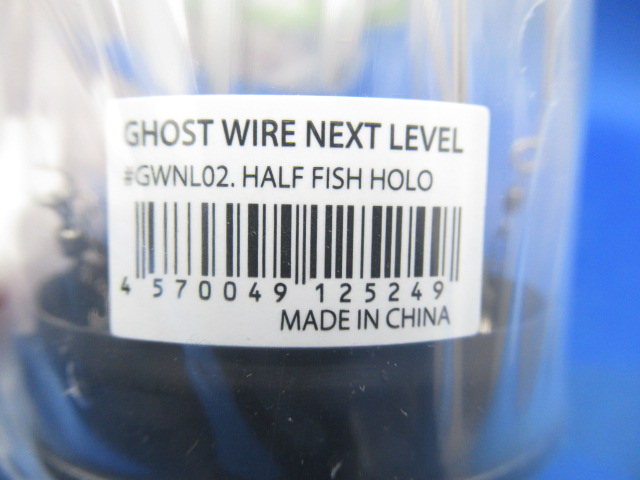 GHOST WIRE NEXT LEVEL
#GWNL02. HALF FISH HOLO
4 570049 125249
MADE IN CHINA